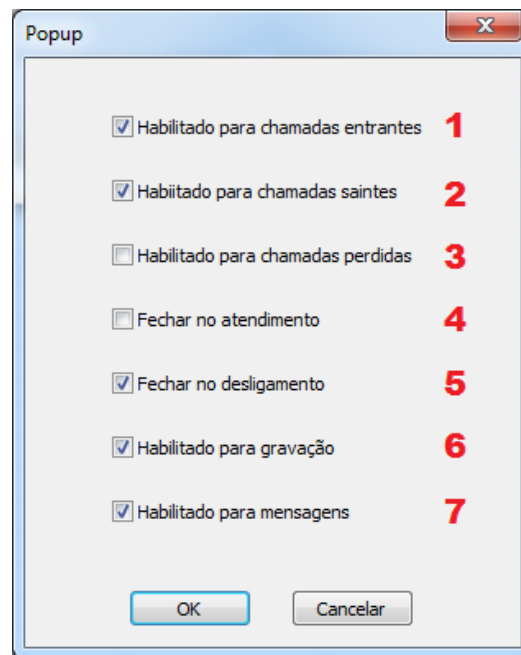 Popup
Habilitado para chamadas entrantes 1
Habiitado para chamadas saintes 2
Habilitado para chamadas perdidas 3
Fechar no atendimento 4
Fechar no desligamento 5
Habilitado para gravação 6
Habilitado para mensagens 7
OK Cancelar